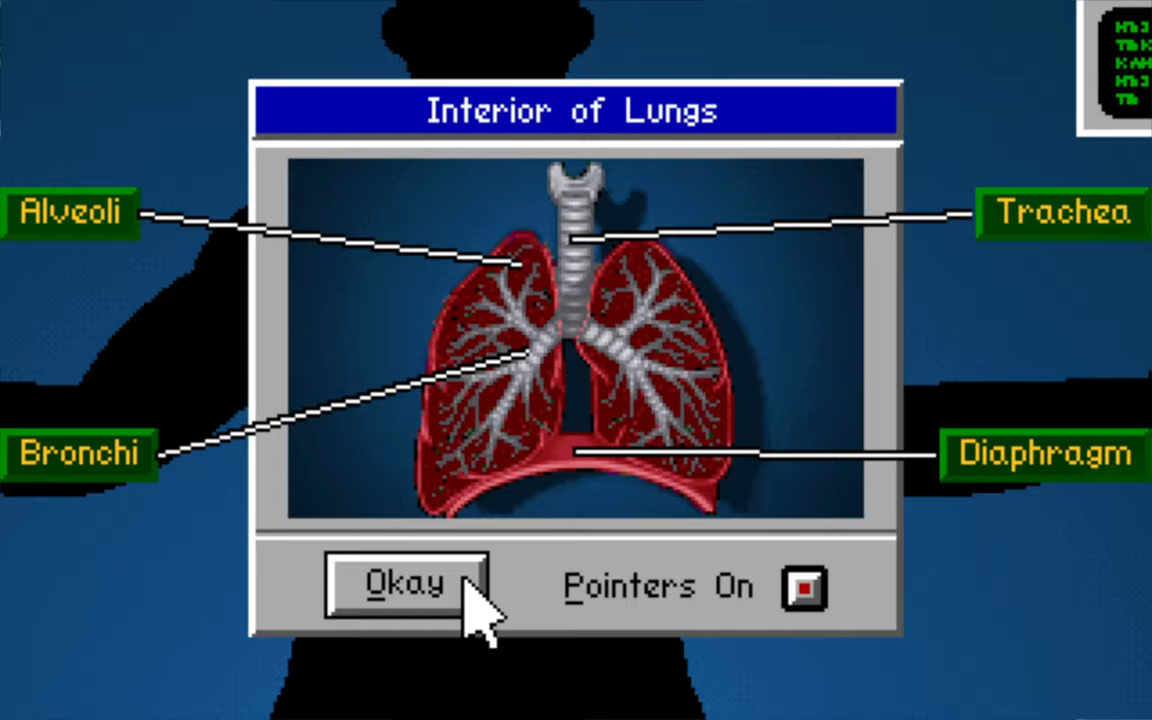 Interior of Lungs
Alveoli
Trachea
Bronchi
Diaphragm
Okay
Pointers On